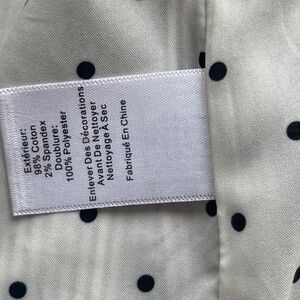 Extérieur:
98% Coton
2% Spandex
Doublure:
100% Polyester
Enlever Des Décorations
Avant De Nettoyer
Nettoyage À Sec
Fabriqué En Chine